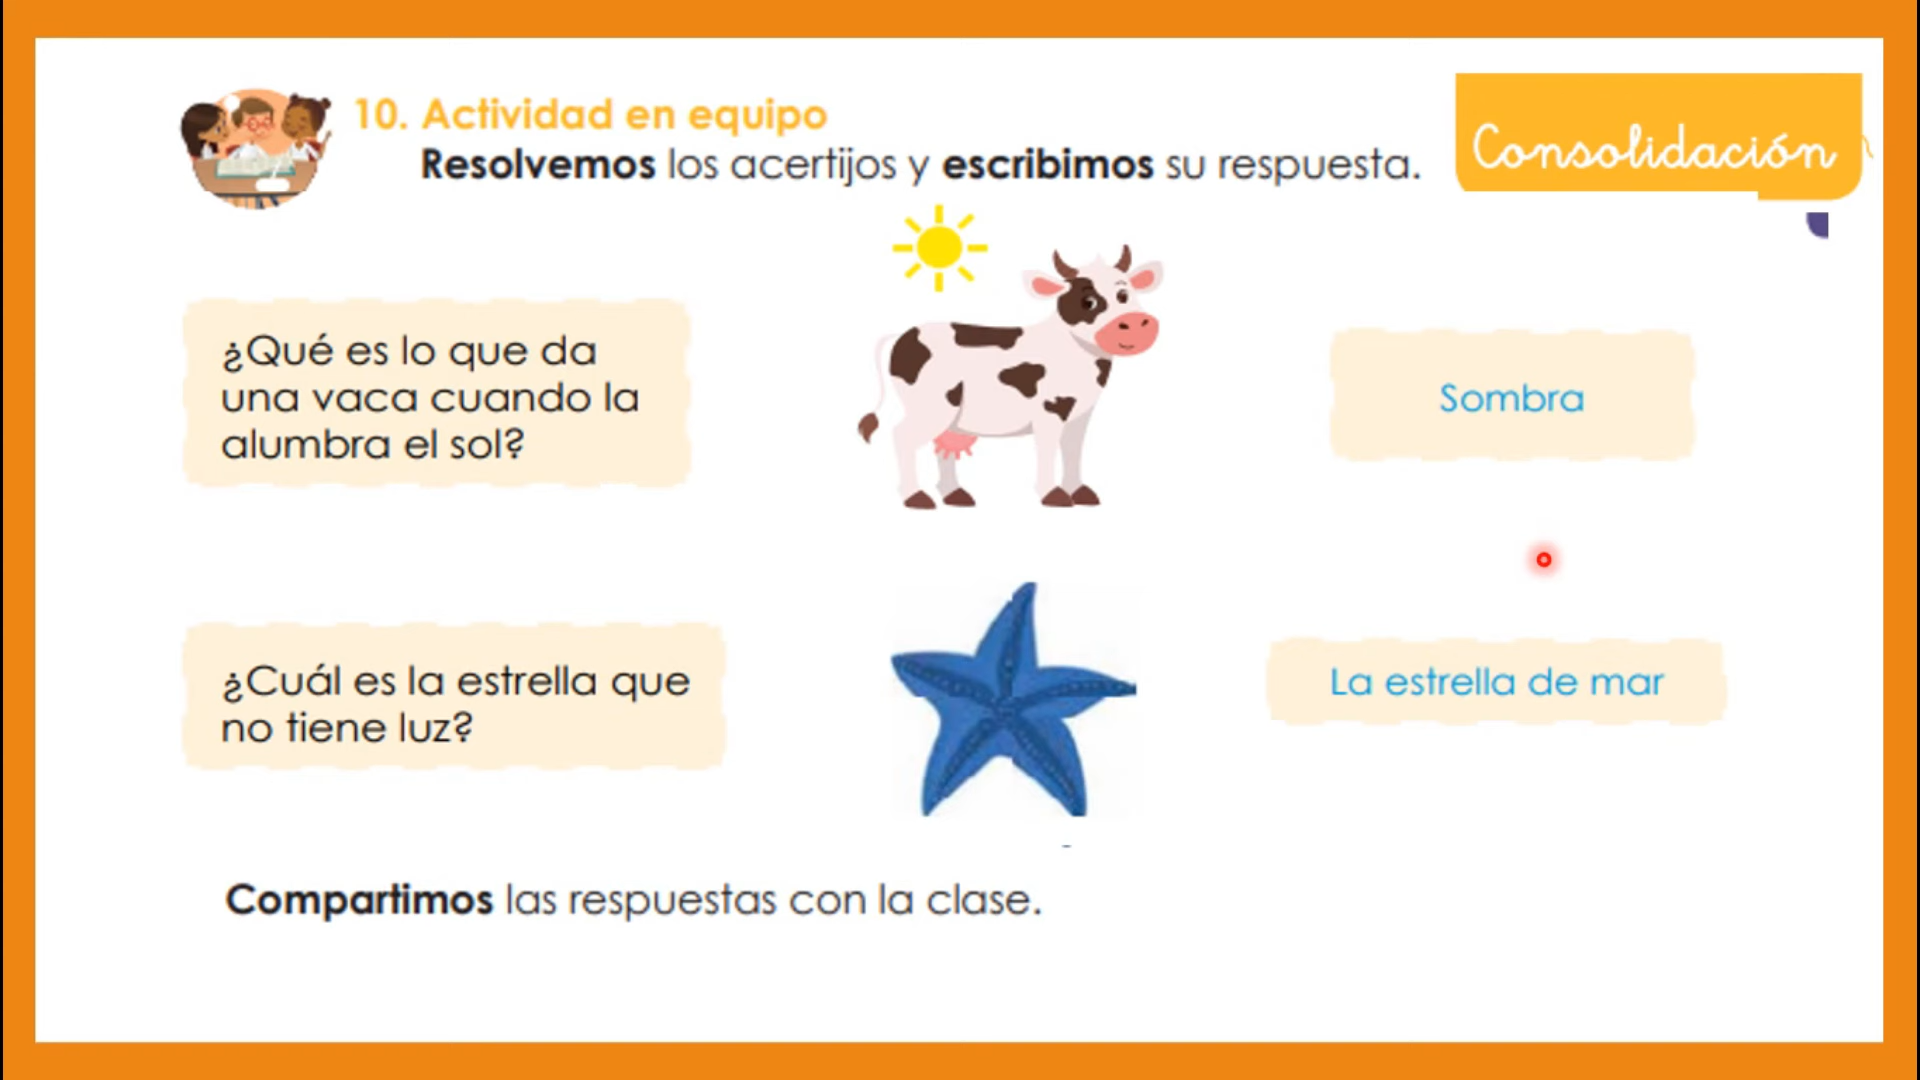 10. Actividad en equipo
Resolvemos los acertijos y escribimos su respuesta.
Consolidación
¿Qué es lo que da
una vaca cuando la
alumbra el sol?
Sombra
¿Cuál es la estrella que
no tiene luz?
La estrella de mar
Compartimos las respuestas con la clase.